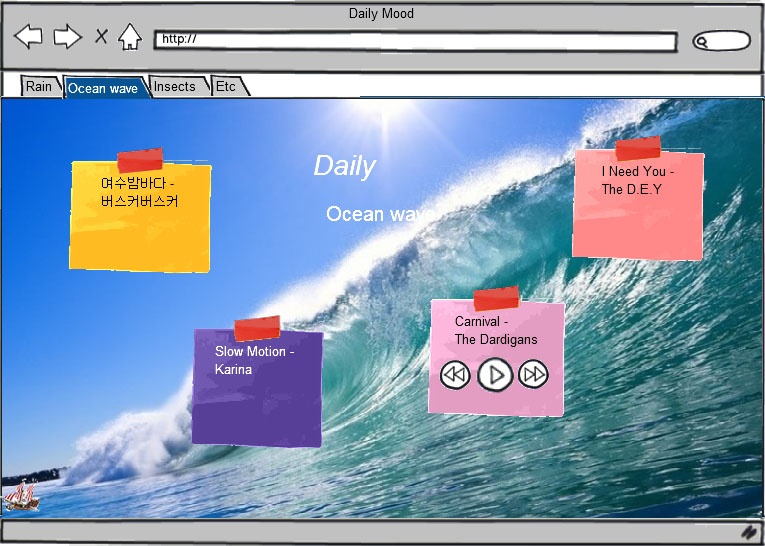 Daily Mood
http://
Rain
Ocean wave
Insects
Etc
Daily
Ocean wave
여수밤바다 -
버스커버스커
I Need You -
The D.E.Y
Slow Motion -
Karina
Carnival -
The Dardigans